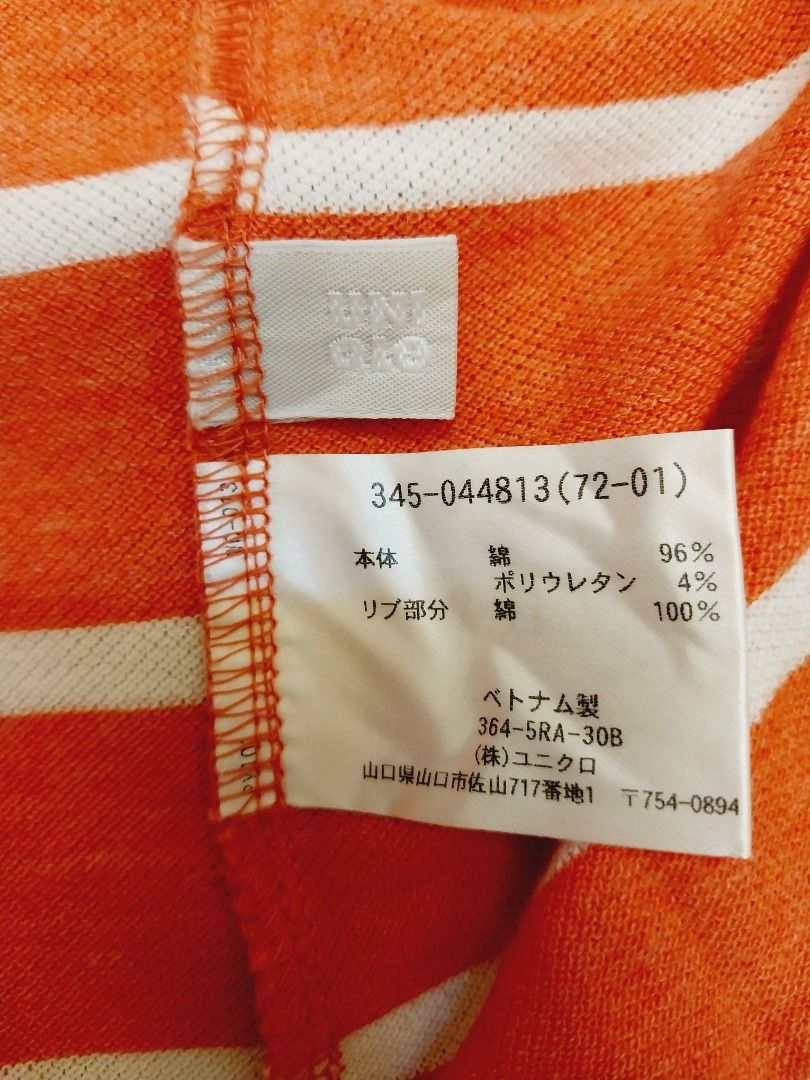 UNI
QLO
345-044813(72-01)
本体 綿 96%
ポリウレタン 4%
リブ部分 綿 100%
ベトナム製
364-5RA-30B
(株)ユニクロ
山口県山口市佐山717番地1 〒754-0894